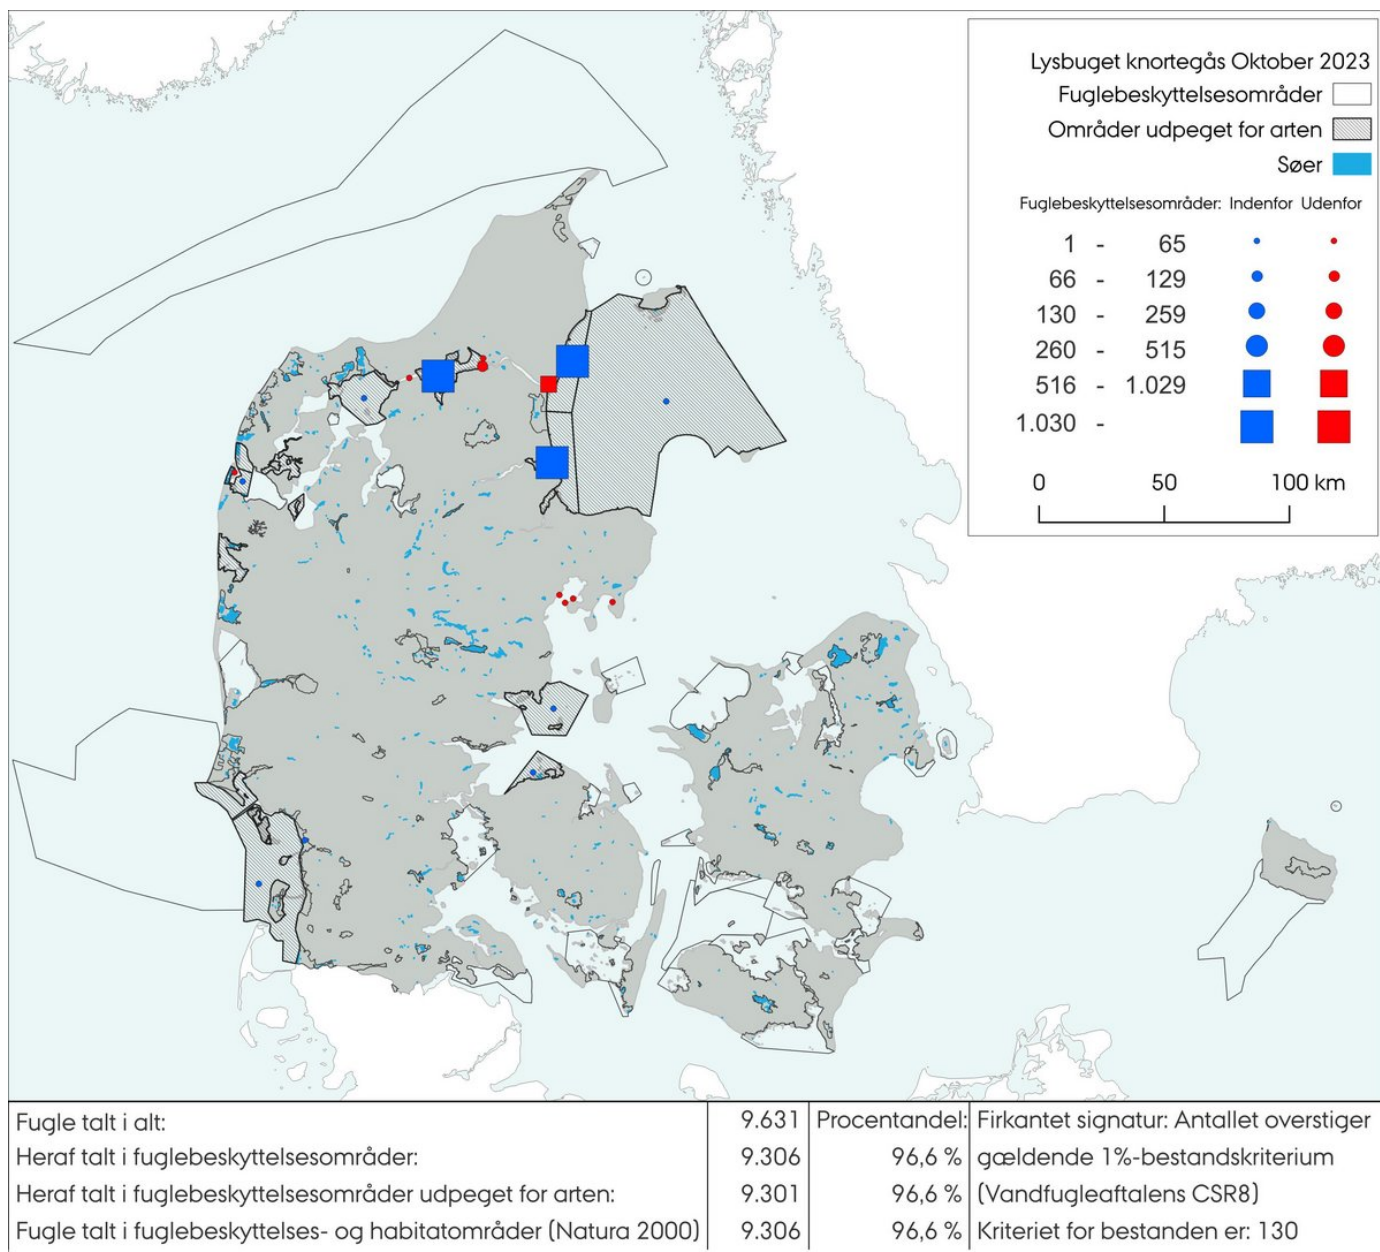 Lysbuget knortegås Oktober 2023
Fuglebeskyttelsesområder
Områder udpeget for arten
Søer
Fuglebeskyttelsesområder: Indenfor Udenfor
1 - 65
66 - 129
130 - 259
260 - 515
516 - 1.029
1.030 -
0 50 100 km
Fugle talt i alt: 9.631 Procentandel: Firkantet signatur: Antallet overstiger
Heraf talt i fuglebeskyttelsesområder: 9.306 96,6 % gældende 1%-bestandskriterium
Heraf talt i fuglebeskyttelsesområder udpeget for arten: 9.301 96,6 % (Vandfugleaftalens CSR8)
Fugle talt i fuglebeskyttelses- og habitatområder (Natura 2000) 9.306 96,6 % Kriteriet for bestanden er: 130